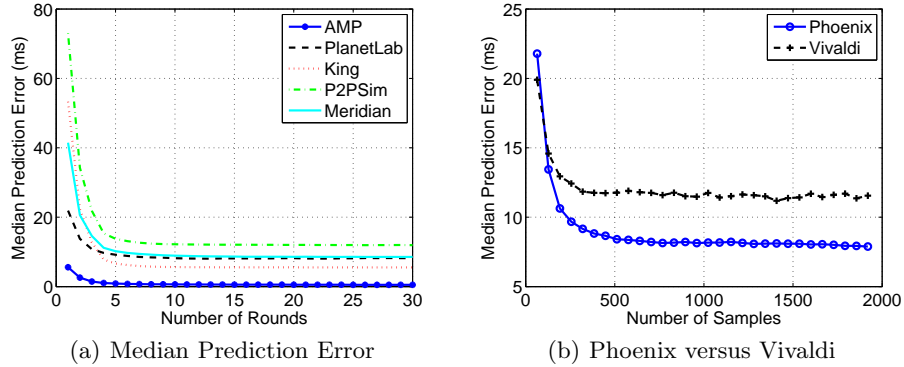 80
60
40
20
0
0
5
10
15
20
25
30
Median Prediction Error (ms)
Number of Rounds
AMP
PlanetLab
King
P2PSim
Meridian
(a) Median Prediction Error
25
20
15
10
5
0
500
1000
1500
2000
Median Prediction Error (ms)
Number of Samples
Phoenix
Vivaldi
(b) Phoenix versus Vivaldi